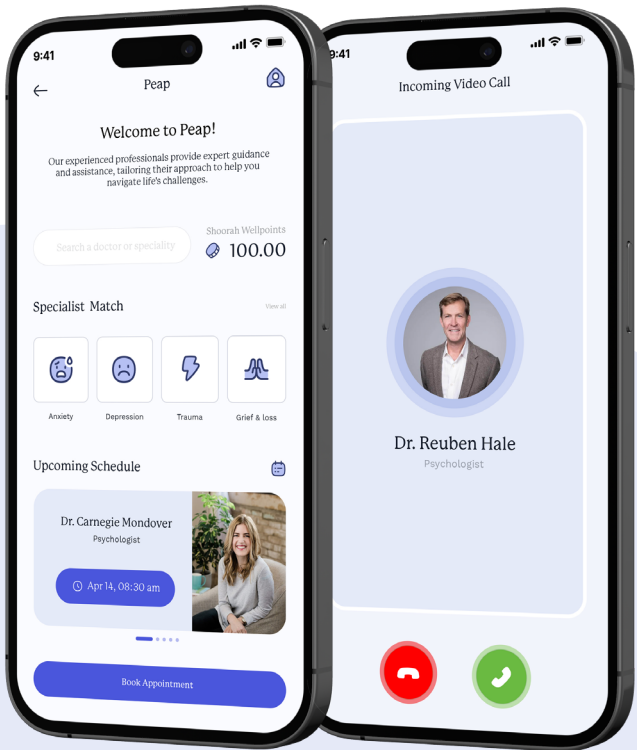 9:41
Peap
Welcome to Peap!
Our experienced professionals provide expert guidance
and assistance, tailoring their approach to help you
navigate life's challenges.
Search a doctor or speciality
Shoorah Wellpoints
100.00
Specialist Match
View all
Anxiety
Depression
Trauma
Grief & loss
Upcoming Schedule
Dr. Carnegie Mondover
Psychologist
Apr 14, 08:30 am
Book Appointment
9:41
Incoming Video Call
Dr. Reuben Hale
Psychologist